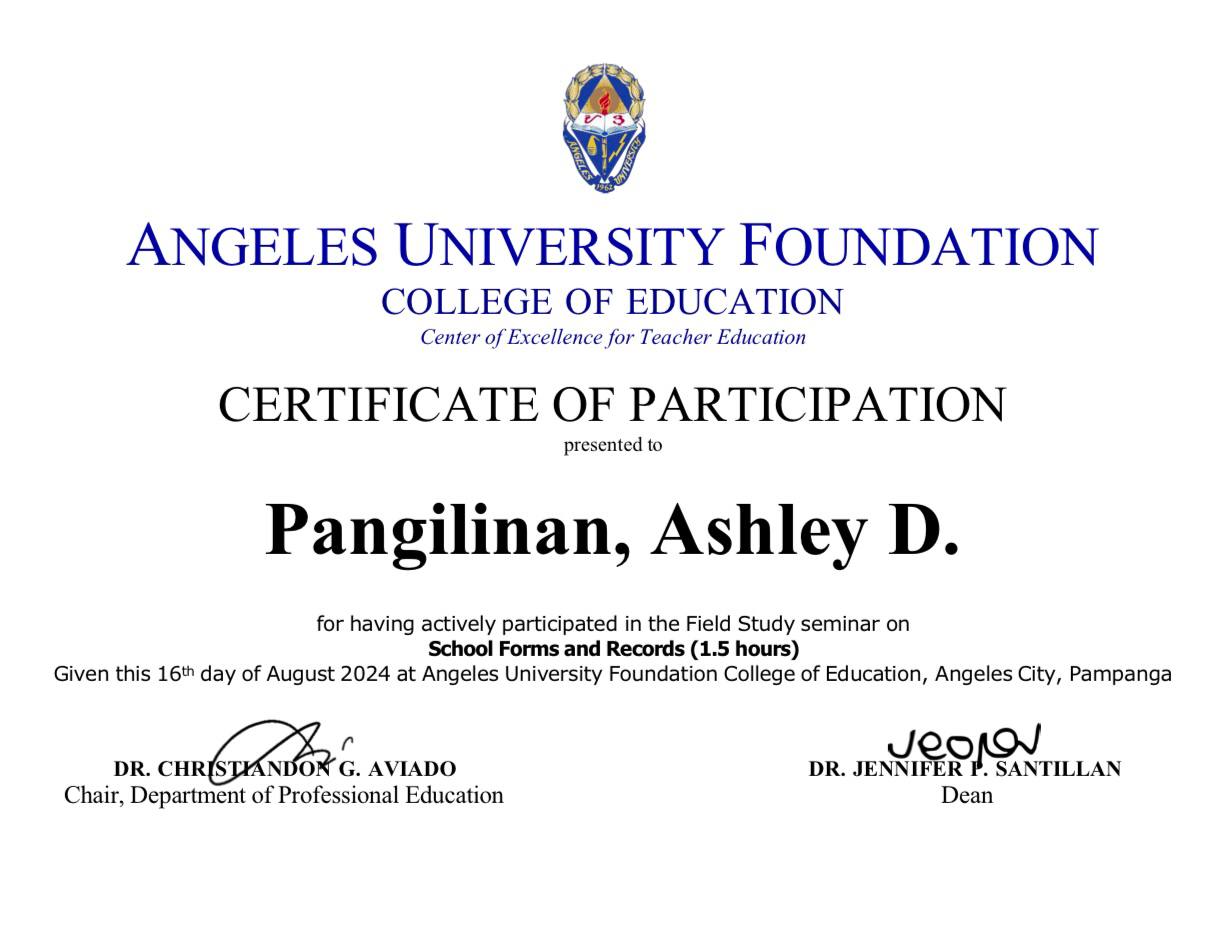 ANGELES UNIVERSITY
1962
ANGELES UNIVERSITY FOUNDATION
COLLEGE OF EDUCATION
Center of Excellence for Teacher Education
CERTIFICATE OF PARTICIPATION
presented to
Pangilinan, Ashley D.
for having actively participated in the Field Study seminar on
School Forms and Records (1.5 hours)
Given this 16th day of August 2024 at Angeles University Foundation College of Education, Angeles City, Pampanga
DR. CHRISTIANDON G. AVIADO
Chair, Department of Professional Education
DR. JENNIFER P. SANTILLAN
Dean